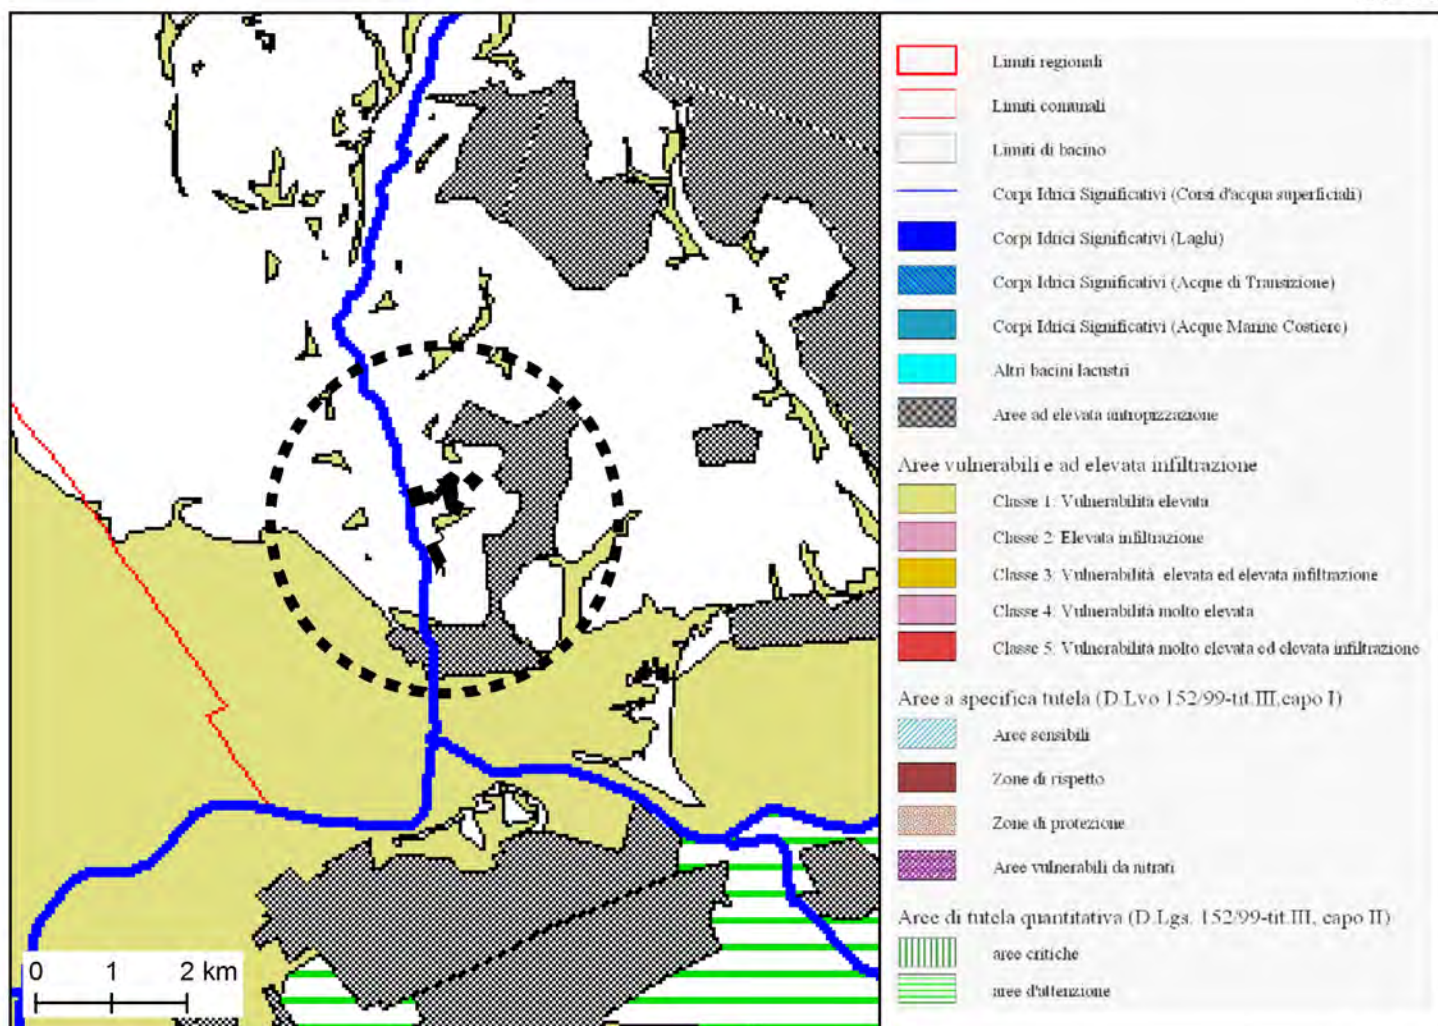 Limiti regionali
Limiti comunali
Limiti di bacino
Corpi Idrici Significativi (Corsi d'acqua superficiali)
Corpi Idrici Significativi (Laghi)
Corpi Idrici Significativi (Acque di Transizione)
Corpi Idrici Significativi (Acque Marino Costiere)
Altri bacini lacustri
Aree ad elevata antropizzazione
Aree vulnerabili e ad elevata infiltrazione
Classe 1: Vulnerabilità elevata
Classe 2: Elevata infiltrazione
Classe 3: Vulnerabilità elevata ed elevata infiltrazione
Classe 4: Vulnerabilità molto elevata
Classe 5: Vulnerabilità molto elevata ed elevata infiltrazione
Aree a specifica tutela (D.Lvo 152/99-tit.III,capo I)
Aree sensibili
Zone di rispetto
Zone di protezione
Aree vulnerabili da nitrati
Aree di tutela quantitativa (D.Lgs. 152/99-tit.III, capo II)
aree critiche
aree d'attenzione
0 1 2 km